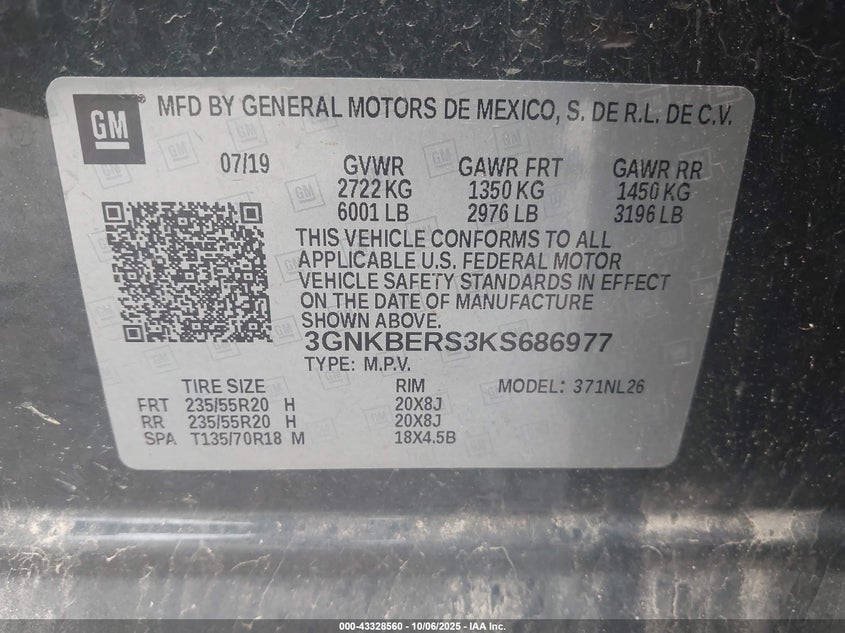 GM
MFD BY GENERAL MOTORS DE MEXICO, S. DE R.L. DE C.V.
07/19 GVWR GAWR FRT GAWR RR
2722 KG 1350 KG 1450 KG
6001 LB 2976 LB 3196 LB
THIS VEHICLE CONFORMS TO ALL
APPLICABLE U.S. FEDERAL MOTOR
VEHICLE SAFETY STANDARDS IN EFFECT
ON THE DATE OF MANUFACTURE
SHOWN ABOVE.
3GNKBERS3KS686977
TYPE: M.P.V.
TIRE SIZE RIM MODEL: 371NL26
FRT 235/55R20 H 20X8J
RR 235/55R20 H 20X8J
SPA T135/70R18 M 18X4.5B
000-43328560 - 10/06/2025 - IAA Inc.